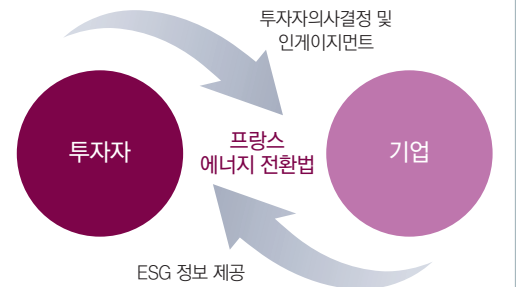 투자자의사결정 및
인게이지먼트
투자자
프랑스
에너지 전환법
기업
ESG 정보 제공